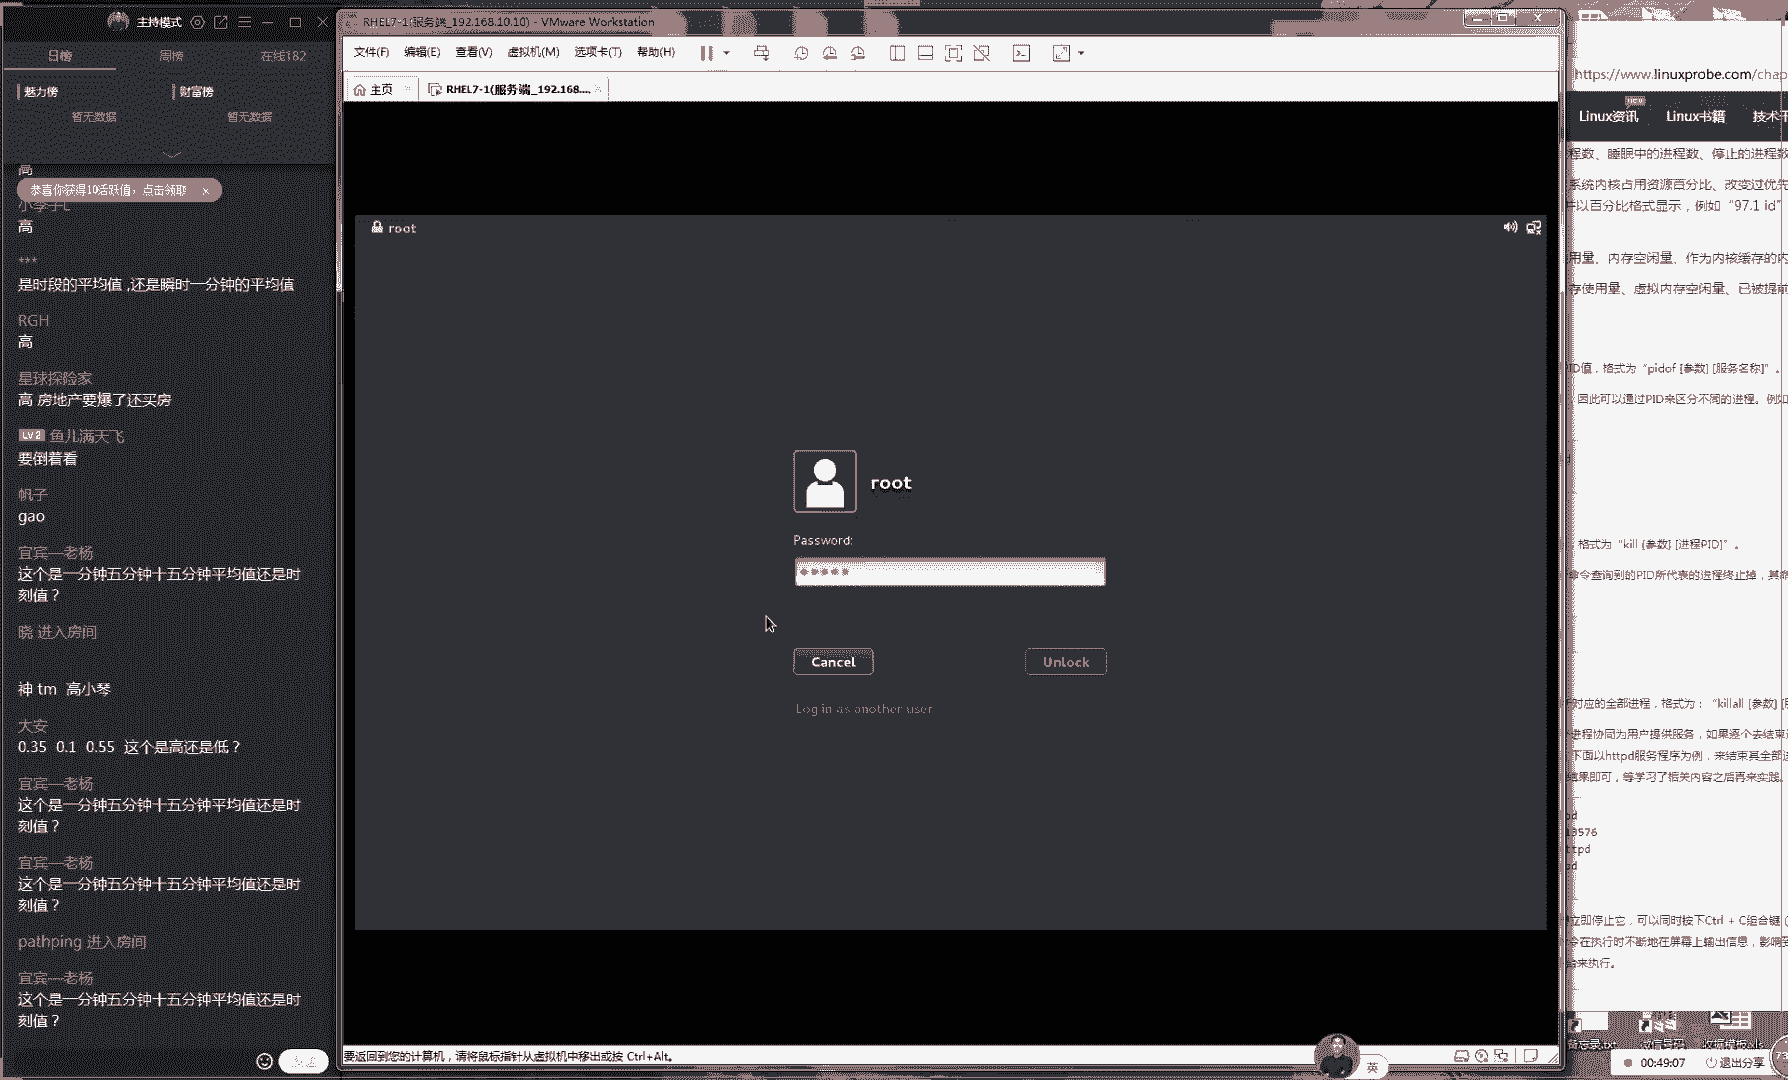 主持模式
日榜
周榜
在线182
魅力榜
财富榜
暂无数据
暂无数据
高
恭喜你获得10活跃值，点击领取 ×
高
***
是时段的平均值 ,还是瞬时一分钟的平均值
RGH
高
星球探险家
高 房地产要爆了还买房
LV 2 鱼儿满天飞
要倒着看
帆子
gao
宜宾—老杨
这个是一分钟五分钟十五分钟平均值还是时
刻值？
晓 进入房间
神 tm 高小琴
大安
0.35 0.1 0.55 这个是高还是低？
宜宾—老杨
这个是一分钟五分钟十五分钟平均值还是时
刻值？
宜宾—老杨
这个是一分钟五分钟十五分钟平均值还是时
刻值？
pathping 进入房间
宜宾—老杨
这个是一分钟五分钟十五分钟平均值还是时
刻值？
RHEL7-1(服务端_192.168.10.10) - VMware Workstation
文件(F) 编辑(E) 查看(V) 虚拟机(M) 选项卡(T) 帮助(H)
主页
RHEL7-1(服务端_192.168....
root
root
Password:
Cancel
Unlock
Log in as another user
要返回到您的计算机，请将鼠标指针从虚拟机中移出或按 Ctrl+Alt。
英
https://www.linuxprobe.com/chap
Linux资讯
new
Linux书籍
技术干
程数、睡眠中的进程数、停止的进程数
系统内核占用资源百分比、改变过优先
并以百分比格式显示，例如“97.1 id”
用量、内存空闲量、作为内核缓存的内
存使用量、虚拟内存空闲量、已被提前
PID值，格式为“pidof [参数] [服务名称]”。
因此可以通过PID来区分不同的进程。例如
格式为“kill [参数] [进程PID]”。
命令查询到的PID所代表的进程终止掉，其
对应的全部进程，格式为：“killall [参数] [
进程协同为用户提供服务，如果逐个去结束
下面以httpd服务程序为例，来结束其全部进
结果即可，等学习了相关内容之后再来实践。
13576
立即停止它，可以同时按下Ctrl + C组合键
令在执行时不断地在屏幕上输出信息，影响到
台来执行。
备忘录.txt
00:49:07
退出分享
73